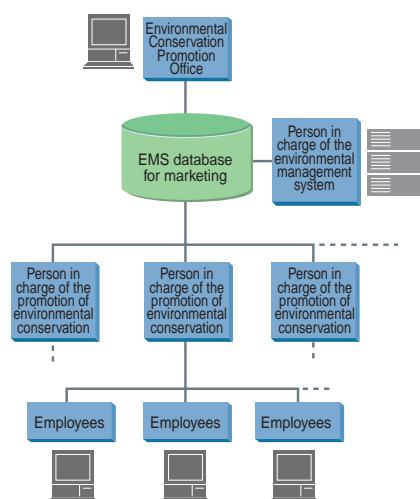 Environmental
Conservation
Promotion
Office
EMS database
for marketing
Person in
charge of the
environmental
management
system
Person in
charge of the
promotion of
environmental
conservation
Person in
charge of the
promotion of
environmental
conservation
Person in
charge of the
promotion of
environmental
conservation
Employees
Employees
Employees